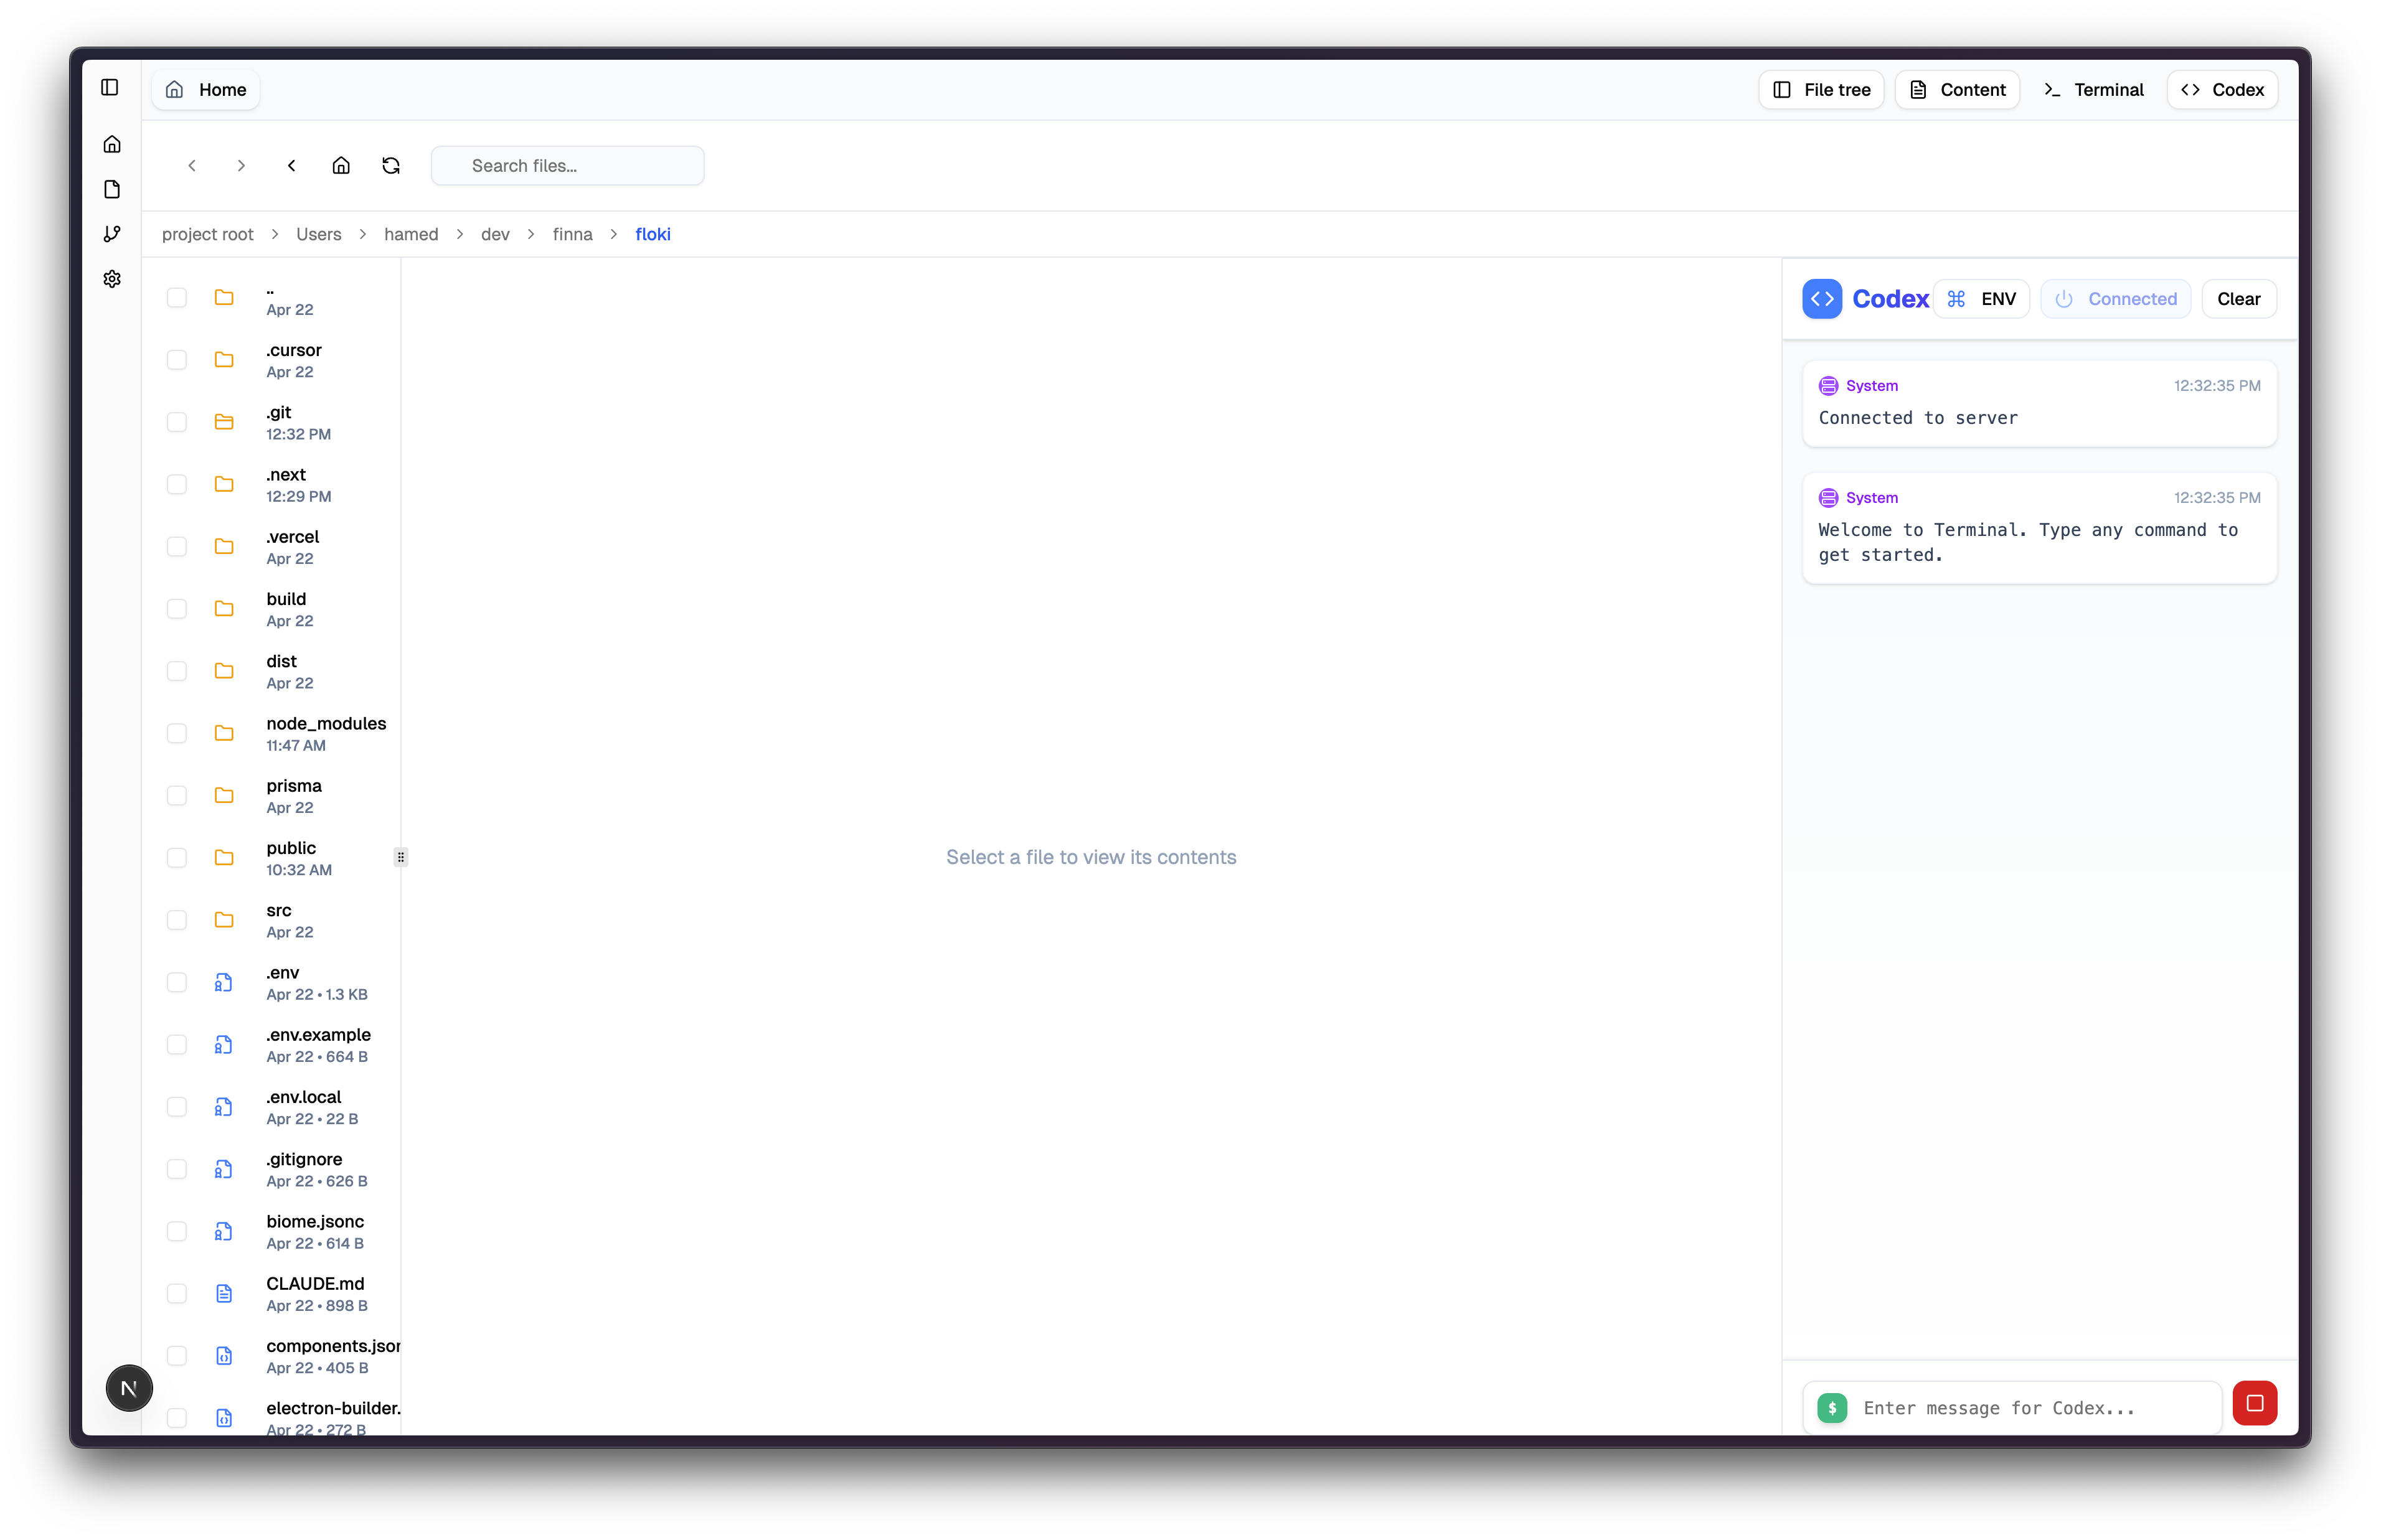 Home
File tree
Content
Terminal
Codex
Search files...
project root > Users > hamed > dev > finna > floki
..
Apr 22
.cursor
Apr 22
.git
12:32 PM
.next
12:29 PM
.vercel
Apr 22
build
Apr 22
dist
Apr 22
node_modules
11:47 AM
prisma
Apr 22
public
10:32 AM
src
Apr 22
.env
Apr 22 • 1.3 KB
.env.example
Apr 22 • 664 B
.env.local
Apr 22 • 22 B
.gitignore
Apr 22 • 626 B
biome.jsonc
Apr 22 • 614 B
CLAUDE.md
Apr 22 • 898 B
components.json
Apr 22 • 405 B
electron-builder.
Apr 22 • 272 B
N
Select a file to view its contents
Codex
ENV
Connected
Clear
System 12:32:35 PM
Connected to server
System 12:32:35 PM
Welcome to Terminal. Type any command to
get started.
$ Enter message for Codex...